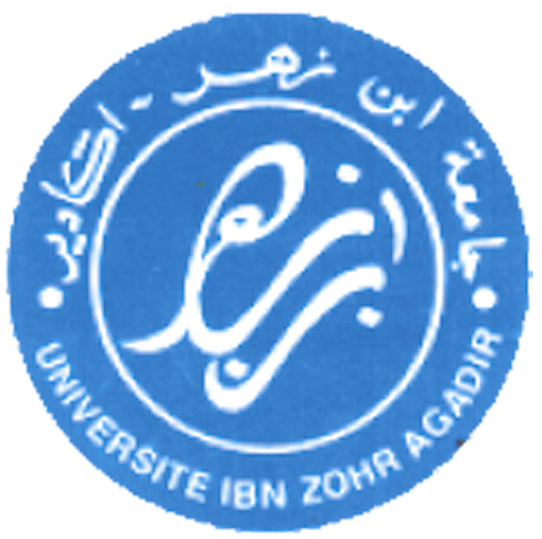 جامعة ابن زهر - اكادير
ابن زهر
UNIVERSITE IBN ZOHR AGADIR